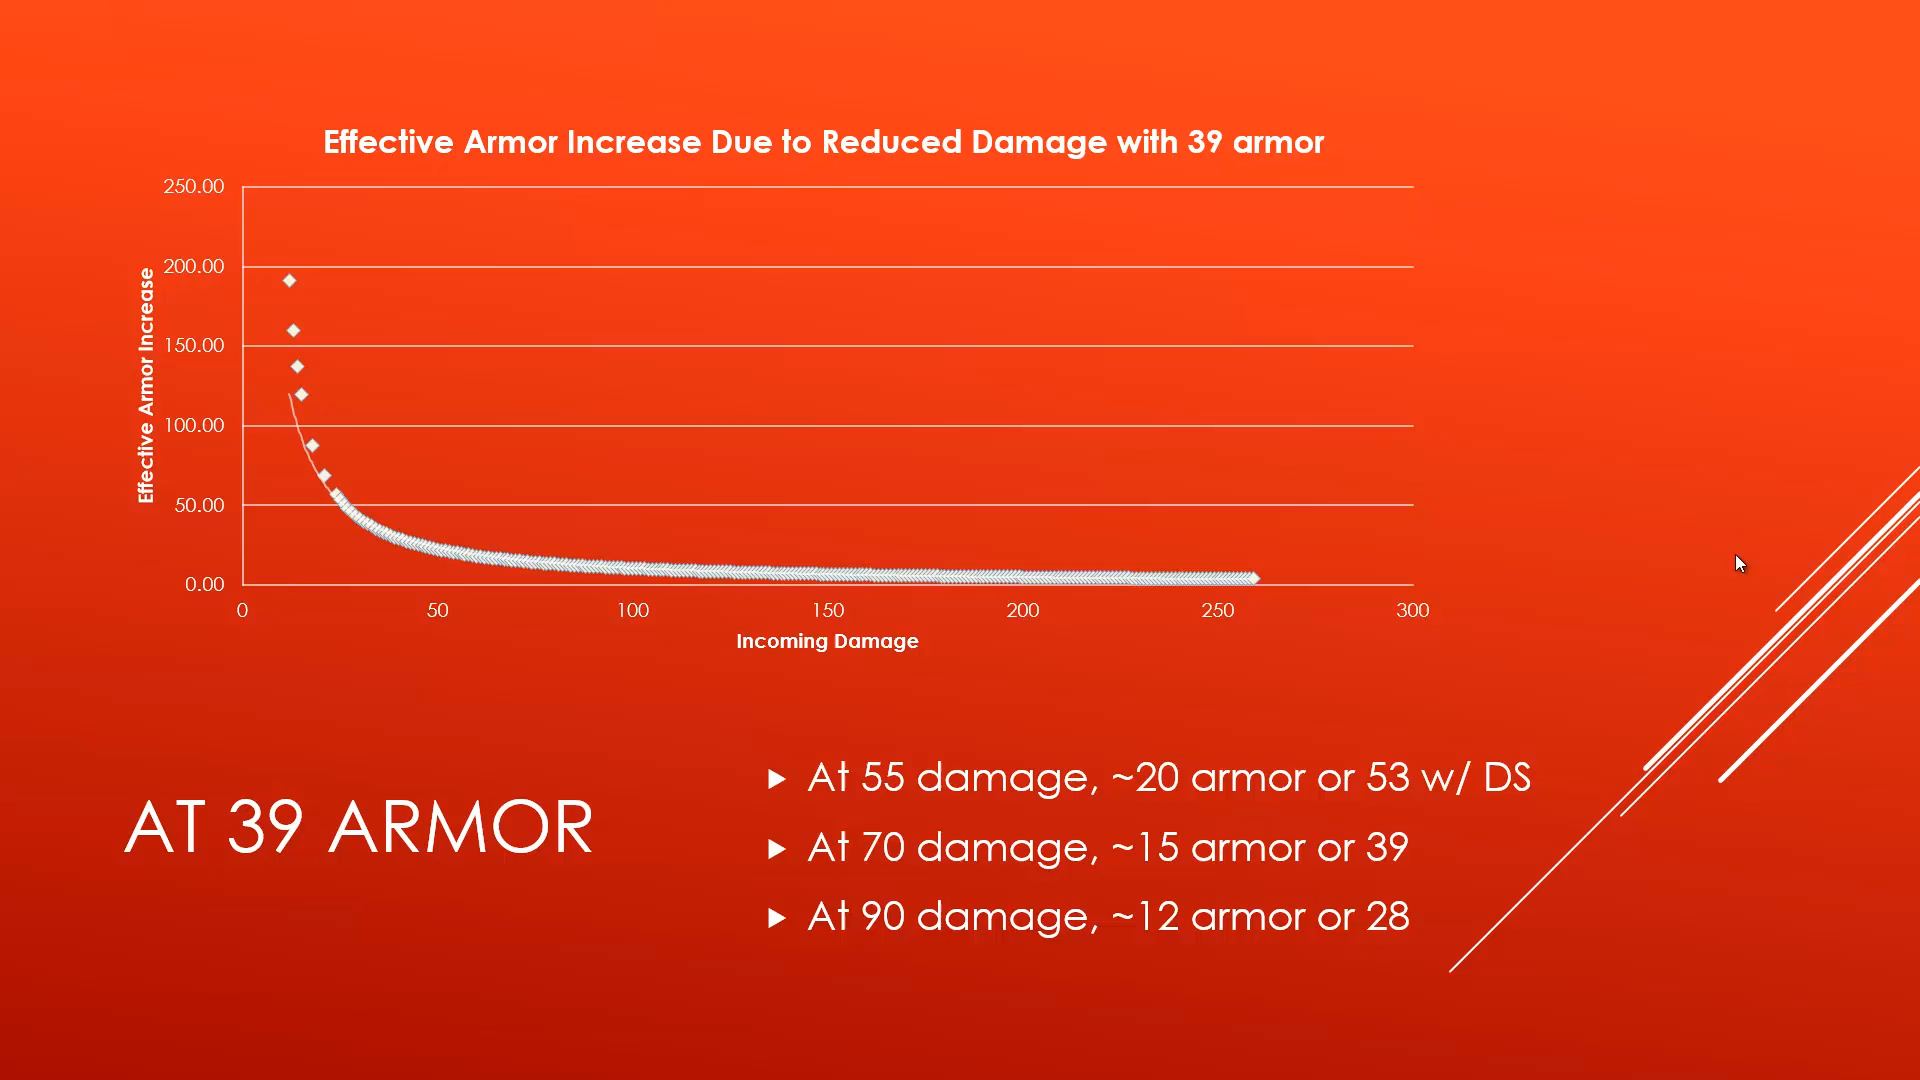 Effective Armor Increase Due to Reduced Damage with 39 armor
250.00
200.00
150.00
100.00
50.00
0.00
Effective Armor Increase
0 50 100 150 200 250 300
Incoming Damage
AT 39 ARMOR
At 55 damage, ~20 armor or 53 w/ DS
At 70 damage, ~15 armor or 39
At 90 damage, ~12 armor or 28